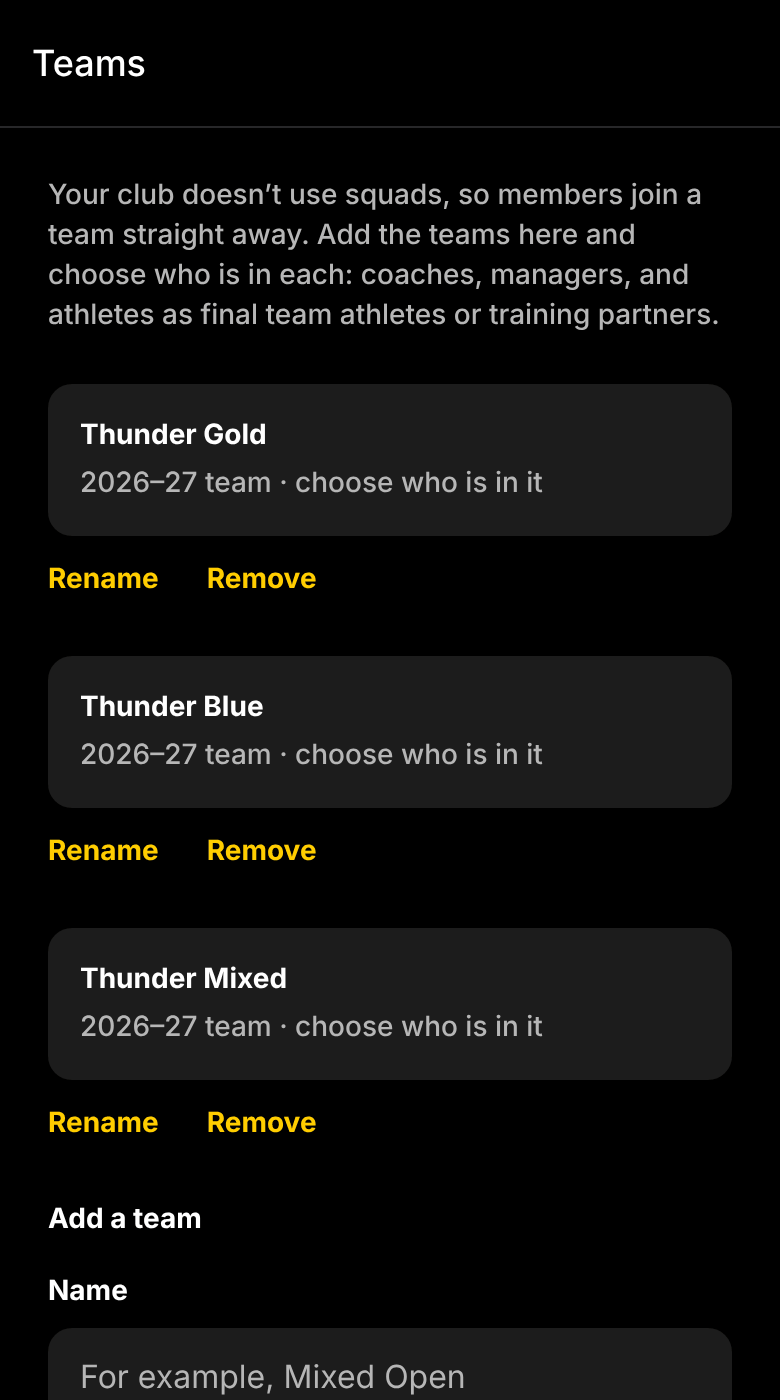 Teams
Your club doesn’t use squads, so members join a
team straight away. Add the teams here and
choose who is in each: coaches, managers, and
athletes as final team athletes or training partners.
Thunder Gold
2026–27 team · choose who is in it
Rename Remove
Thunder Blue
2026–27 team · choose who is in it
Rename Remove
Thunder Mixed
2026–27 team · choose who is in it
Rename Remove
Add a team
Name
For example, Mixed Open